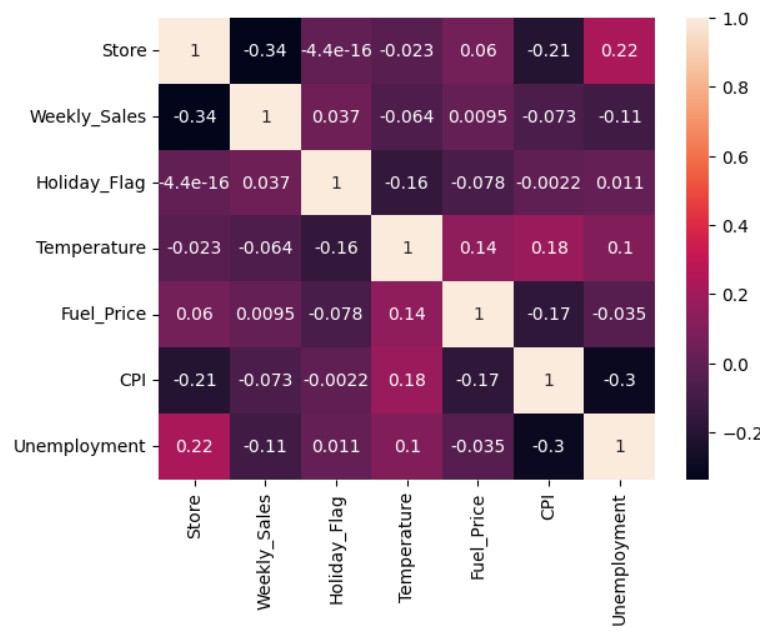 Store 1 -0.34 -4.4e-16 -0.023 0.06 -0.21 0.22
Weekly_Sales -0.34 1 0.037 -0.064 0.0095 -0.073 -0.11
Holiday_Flag -4.4e-16 0.037 1 -0.16 -0.078 -0.0022 0.011
Temperature -0.023 -0.064 -0.16 1 0.14 0.18 0.1
Fuel_Price 0.06 0.0095 -0.078 0.14 1 -0.17 -0.035
CPI -0.21 -0.073 -0.0022 0.18 -0.17 1 -0.3
Unemployment 0.22 -0.11 0.011 0.1 -0.035 -0.3 1
Store Weekly_Sales Holiday_Flag Temperature Fuel_Price CPI Unemployment
1.0
0.8
0.6
0.4
0.2
0.0
−0.2